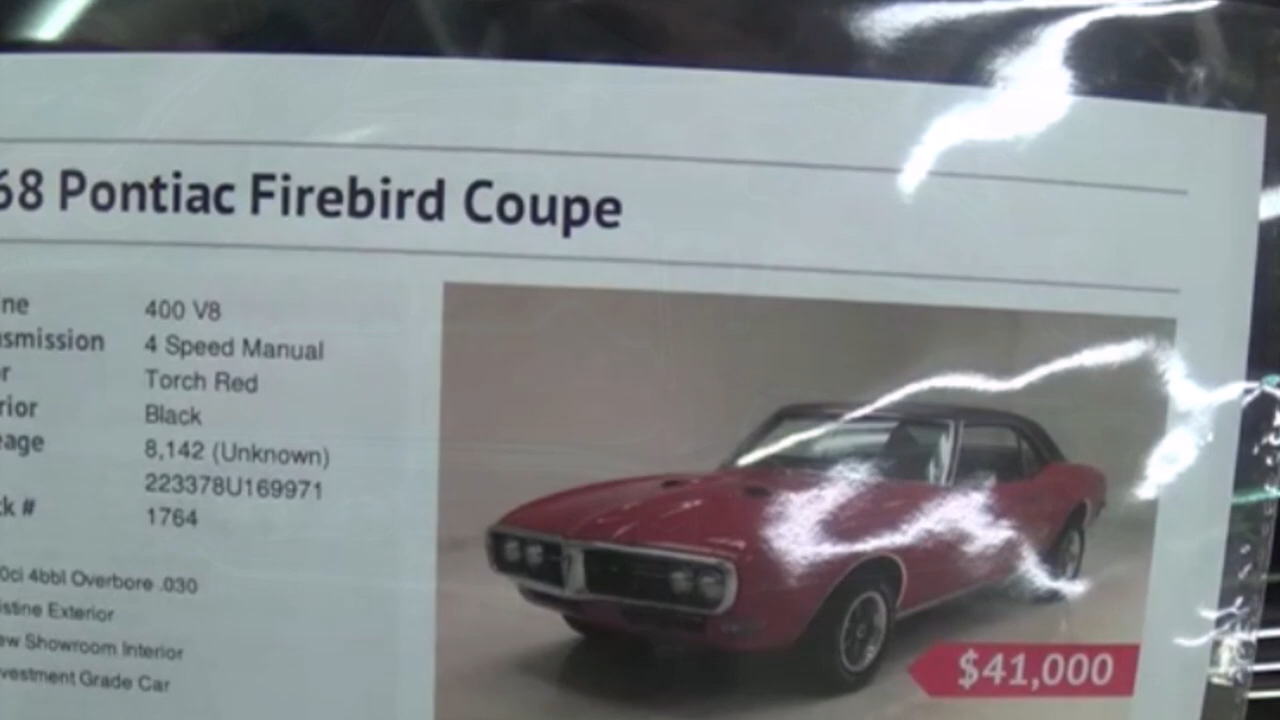 68 Pontiac Firebird Coupe
ne 400 V8
smission 4 Speed Manual
r Torch Red
rior Black
eage 8,142 (Unknown)
223378U169971
k # 1764
0ci 4bbl Overbore .030
istine Exterior
ew Showroom Interior
vestment Grade Car
$41,000